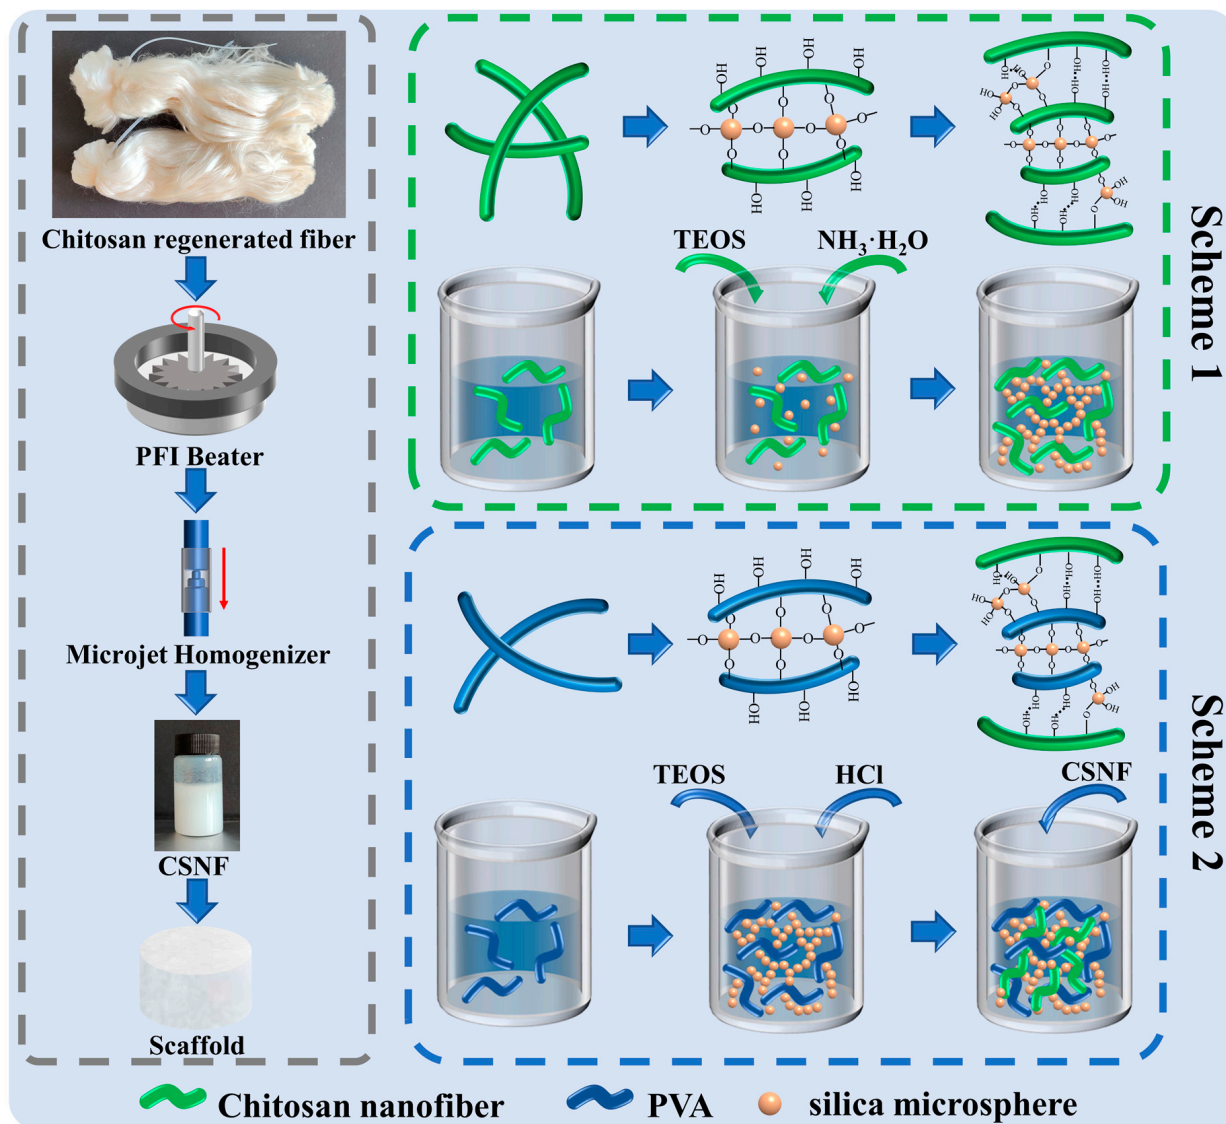 Chitosan regenerated fiber
PFI Beater
Microjet Homogenizer
CSNF
Scaffold
TEOS
NH₃·H₂O
Scheme 1
TEOS
HCl
CSNF
Scheme 2
Chitosan nanofiber
PVA
silica microsphere